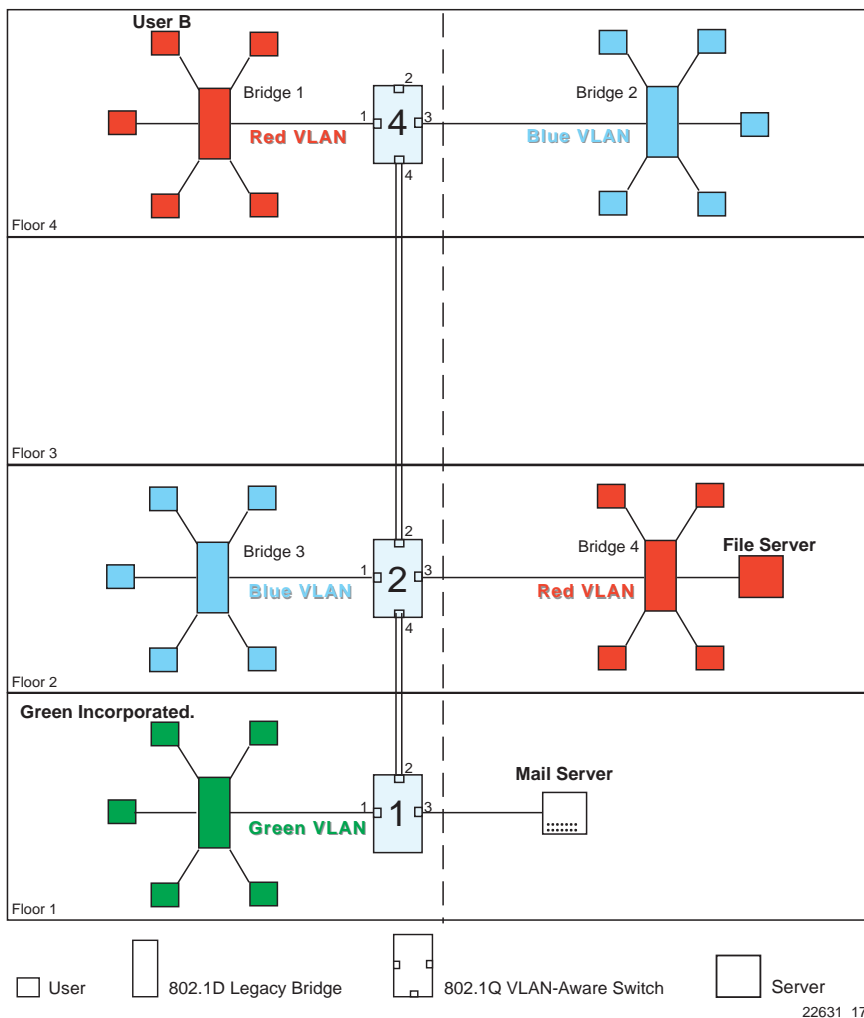 User B
Bridge 1
1
2
4
3
4
Bridge 2
Red VLAN
Blue VLAN
Floor 4
Floor 3
Bridge 3
1
2
2
3
4
Bridge 4
File Server
Blue VLAN
Red VLAN
Floor 2
Green Incorporated.
Mail Server
1
2
1
3
Green VLAN
Floor 1
User
802.1D Legacy Bridge
802.1Q VLAN-Aware Switch
Server
22631_17